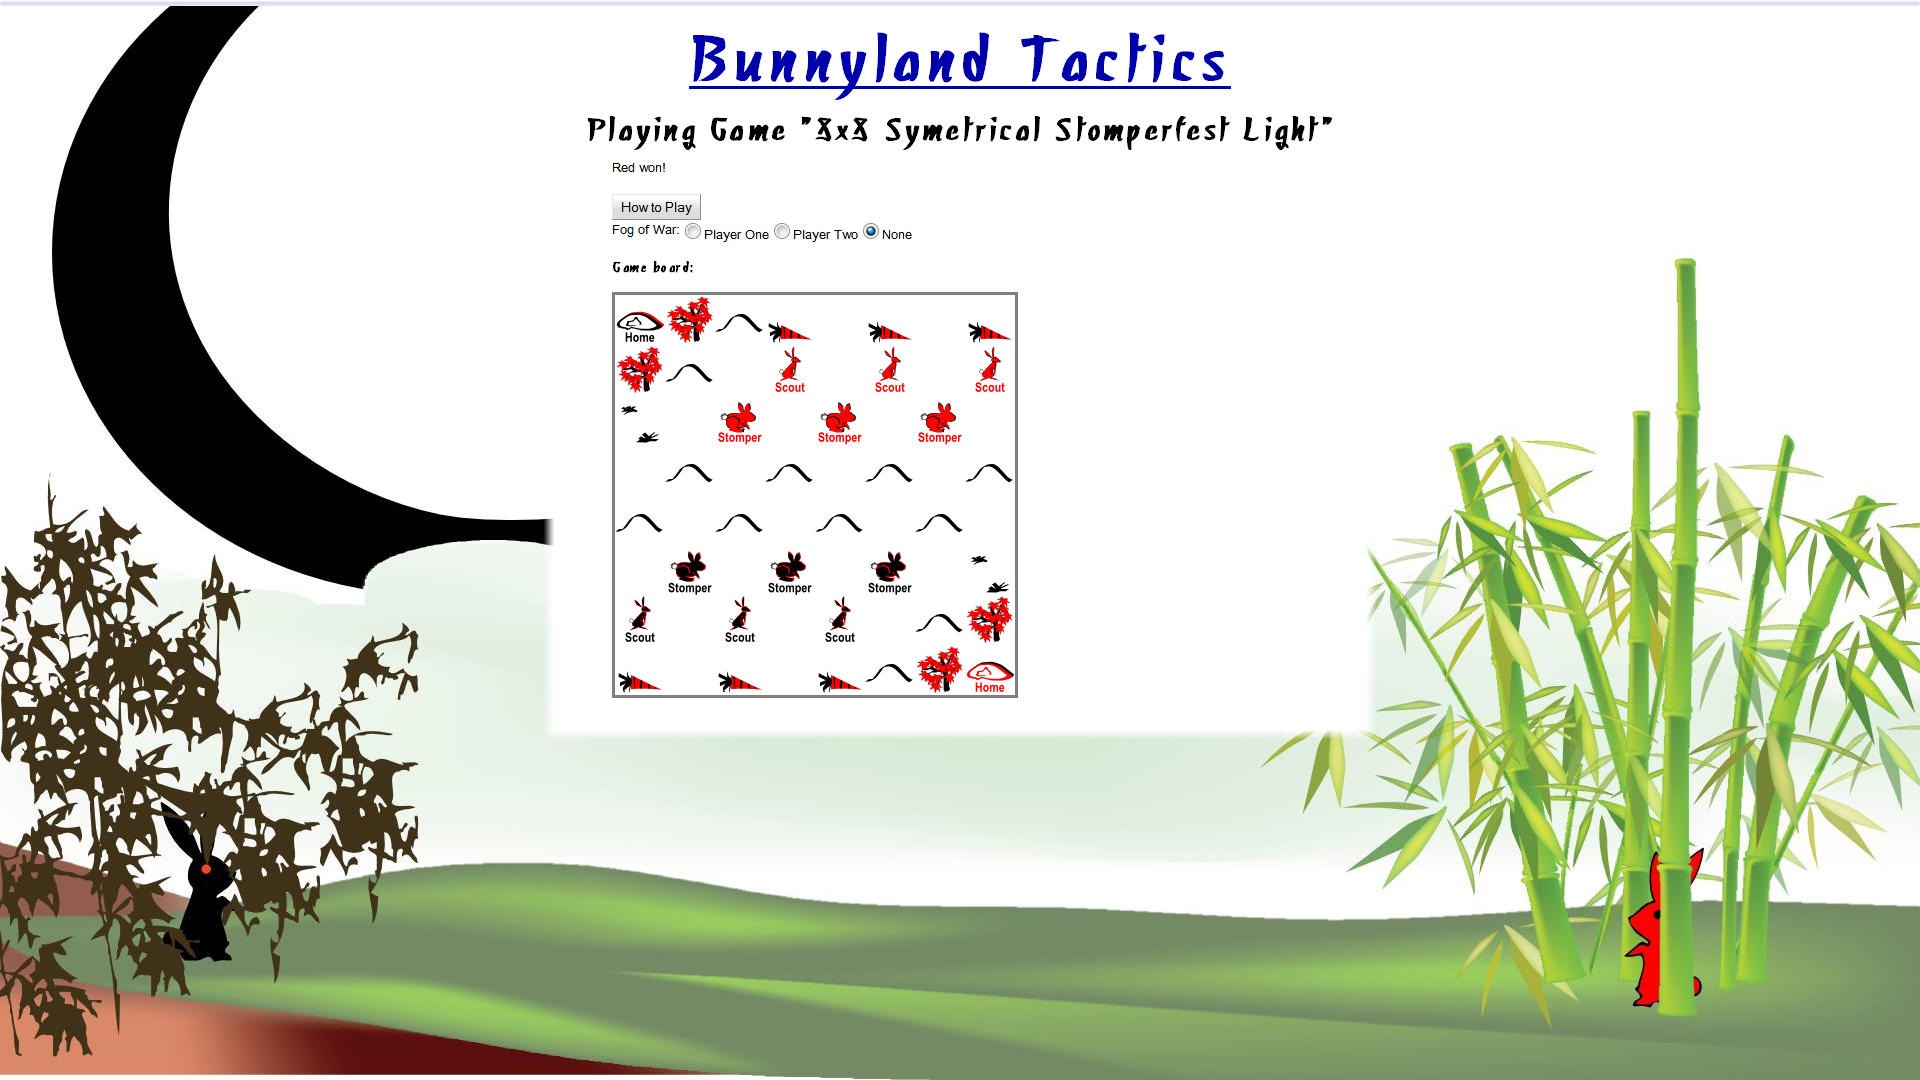 Bunnyland Tactics
Playing Game "8x8 Symetrical Stomperfest Light"
Red won!
How to Play
Fog of War: Player One Player Two None
Game board:
Home
Scout Scout Scout
Stomper Stomper Stomper
Stomper Stomper Stomper
Scout Scout Scout
Home